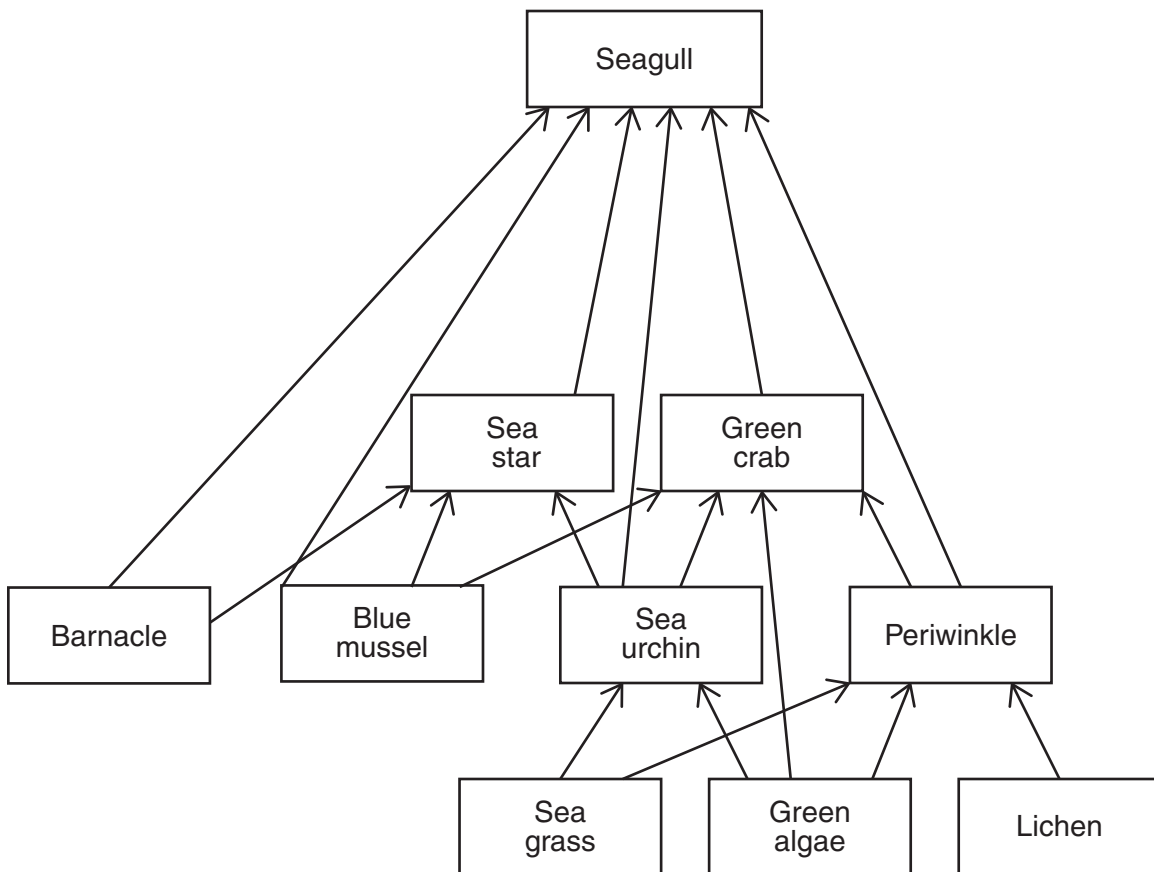 Seagull
Sea
star
Green
crab
Barnacle
Blue
mussel
Sea
urchin
Periwinkle
Sea
grass
Green
algae
Lichen